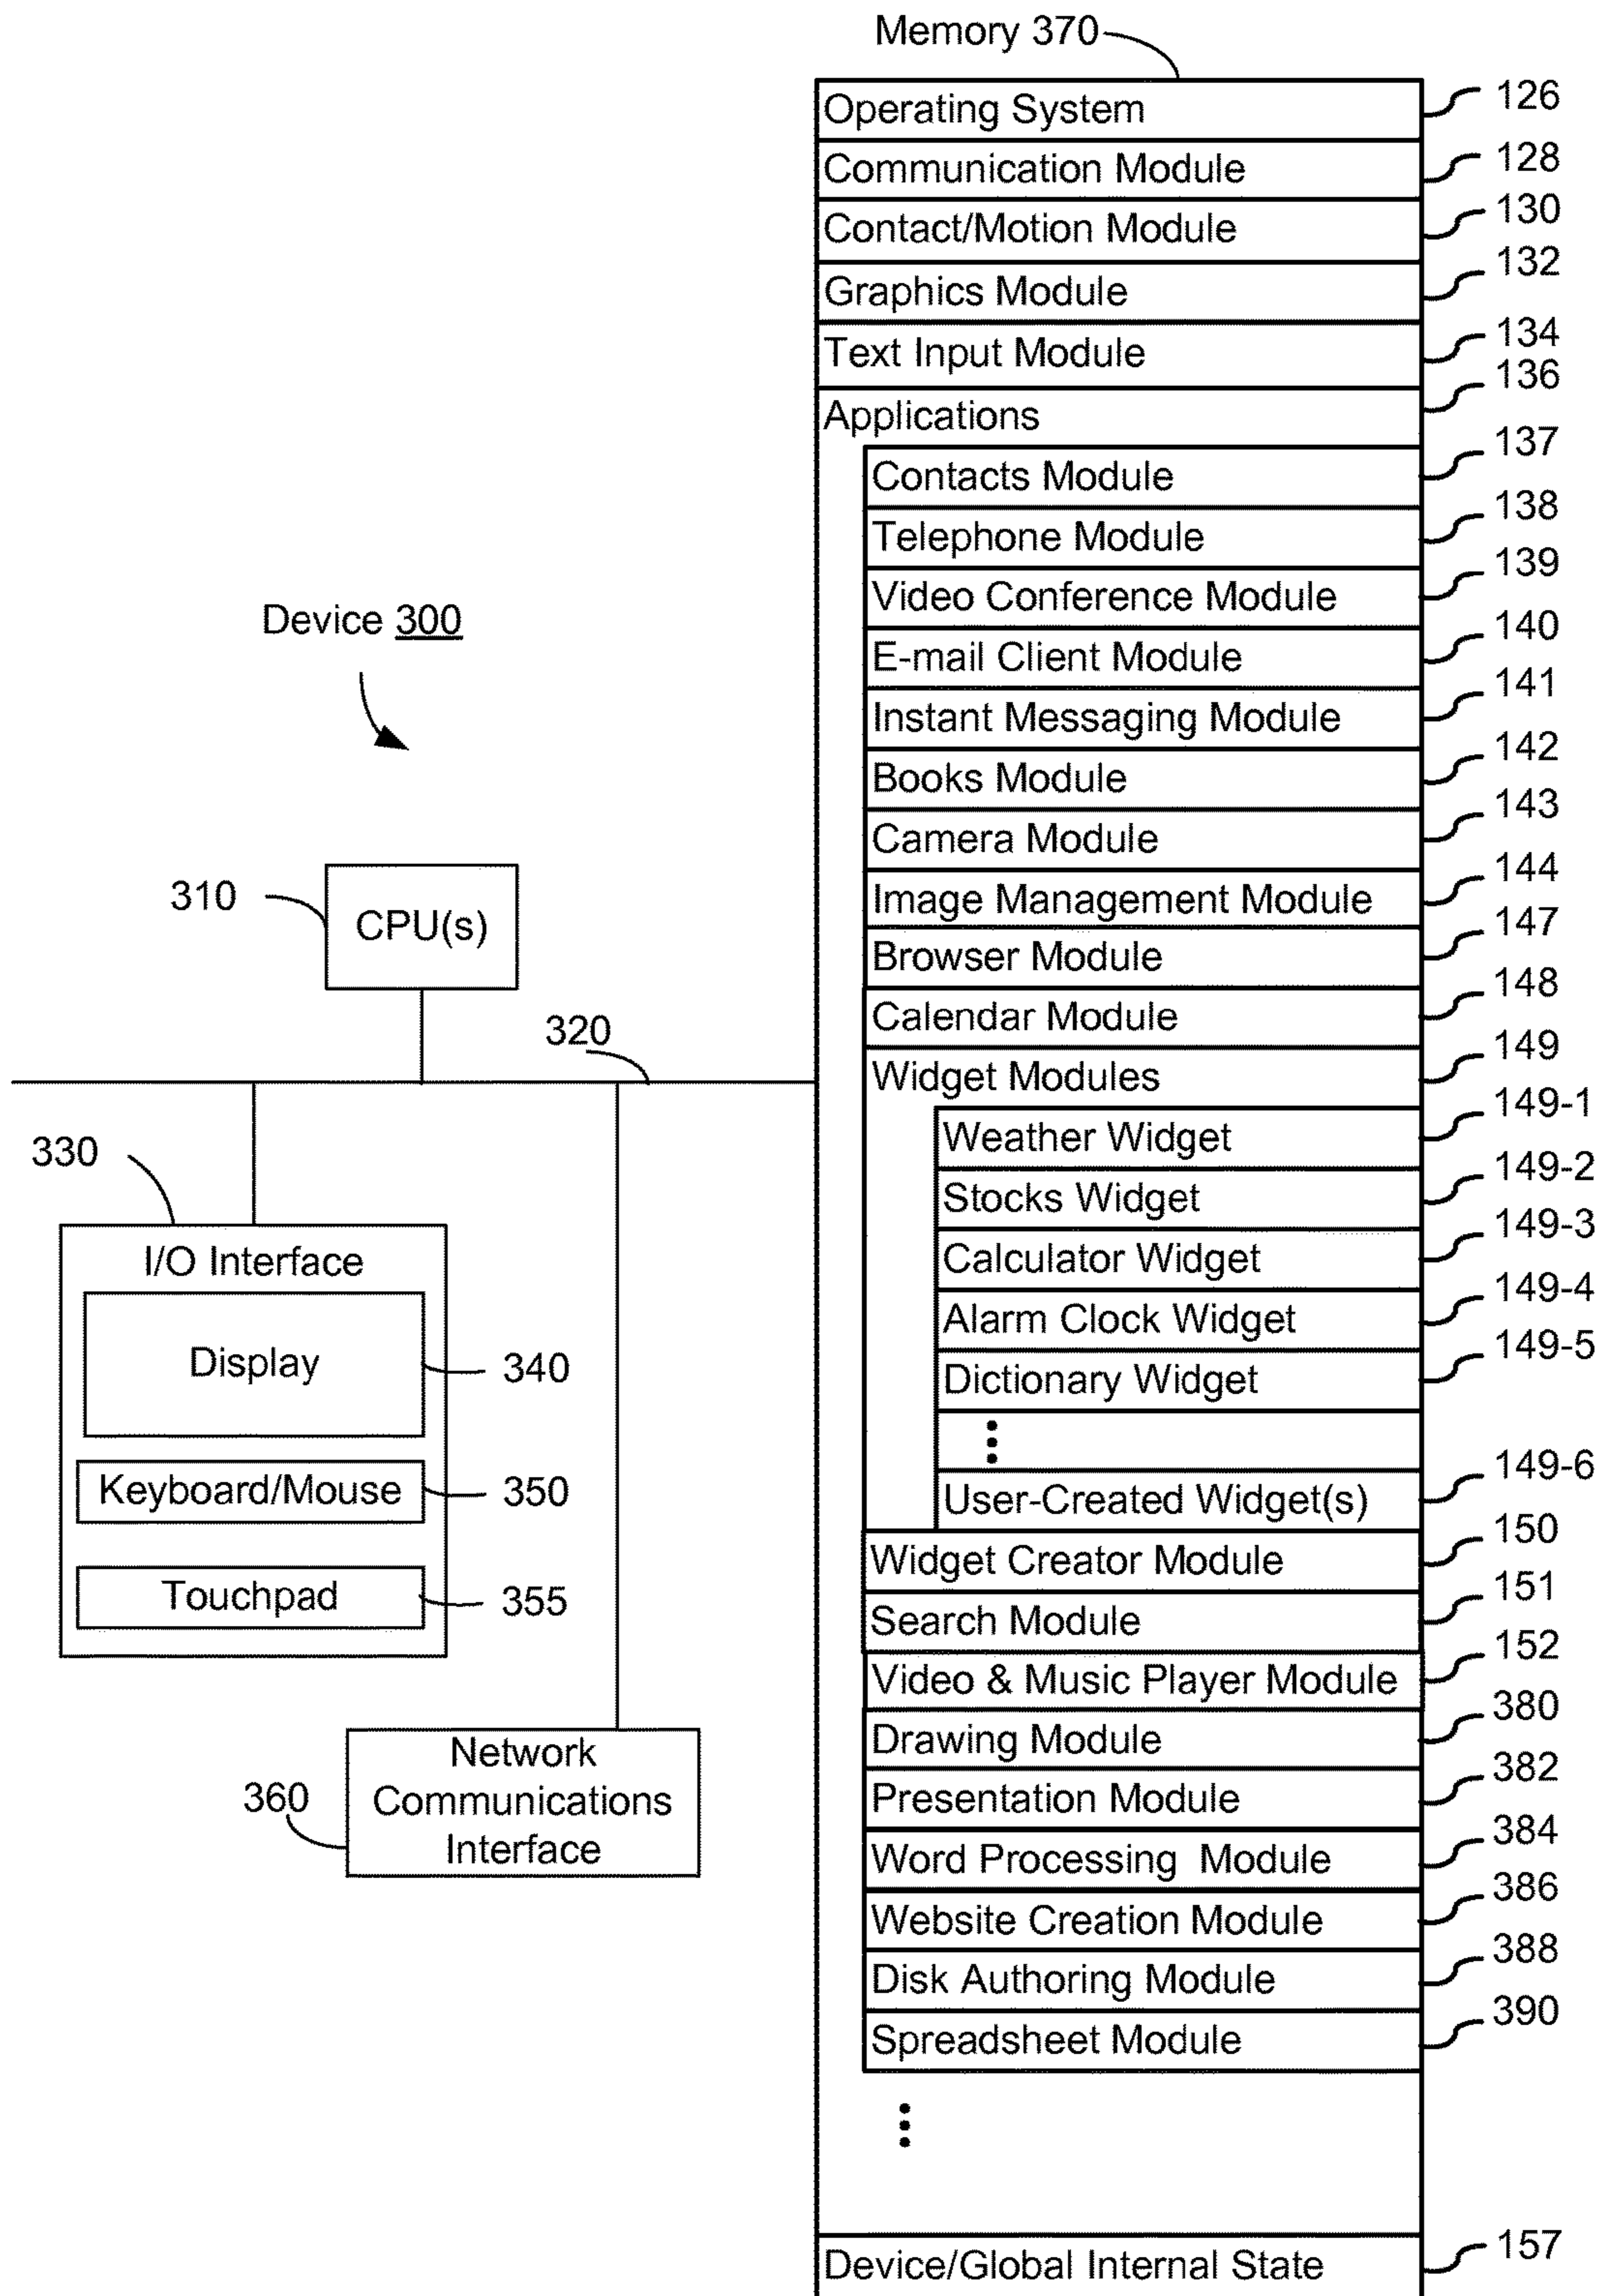 Memory 370
Operating System 126
Communication Module 128
Contact/Motion Module 130
Graphics Module 132
Text Input Module 134
Applications 136
Contacts Module 137
Telephone Module 138
Video Conference Module 139
E-mail Client Module 140
Instant Messaging Module 141
Books Module 142
Camera Module 143
Image Management Module 144
Browser Module 147
Calendar Module 148
Widget Modules 149
Weather Widget 149-1
Stocks Widget 149-2
Calculator Widget 149-3
Alarm Clock Widget 149-4
Dictionary Widget 149-5
User-Created Widget(s) 149-6
Widget Creator Module 150
Search Module 151
Video & Music Player Module 152
Drawing Module 380
Presentation Module 382
Word Processing Module 384
Website Creation Module 386
Disk Authoring Module 388
Spreadsheet Module 390
Device/Global Internal State 157
Device 300
310
CPU(s)
320
330
I/O Interface
Display 340
Keyboard/Mouse 350
Touchpad 355
360
Network
Communications
Interface